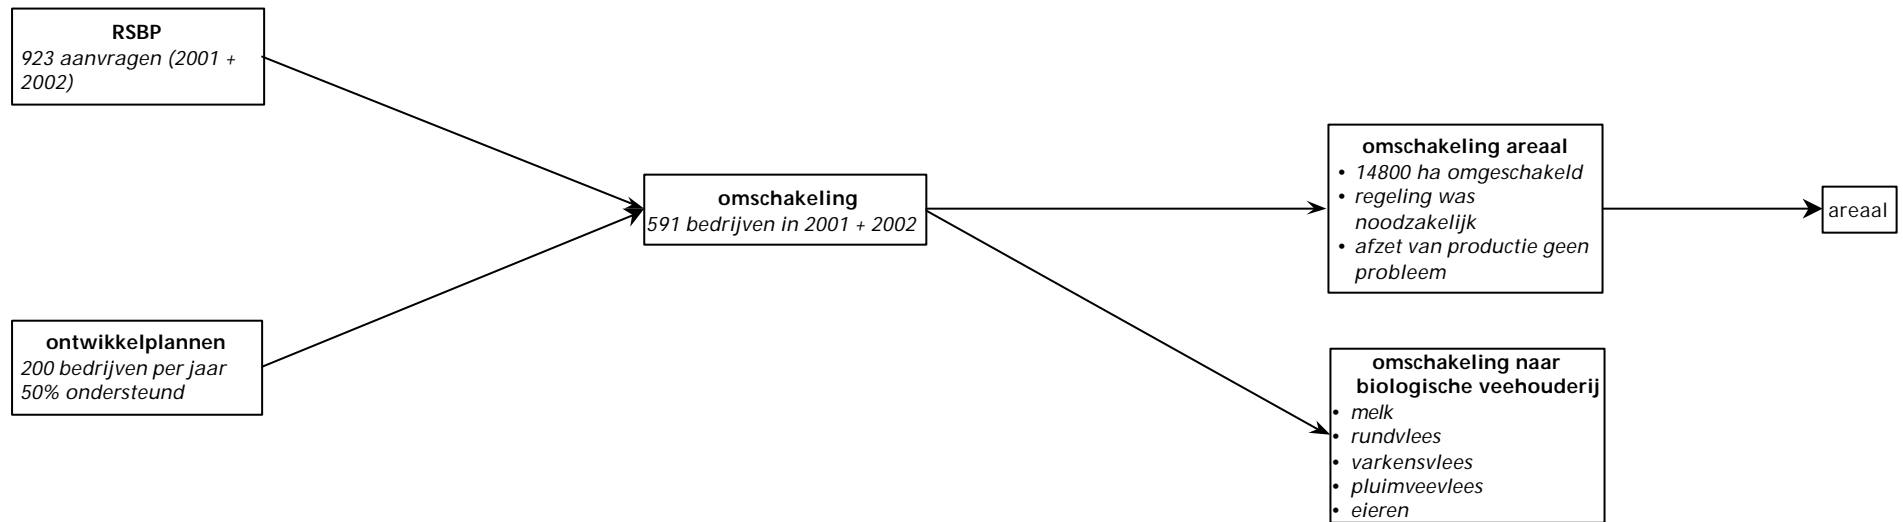 RSBP
923 aanvragen (2001 +
2002)
ontwikkelplannen
200 bedrijven per jaar
50% ondersteund
omschakeling
591 bedrijven in 2001 + 2002
omschakeling areaal
• 14800 ha omgeschakeld
• regeling was
noodzakelijk
• afzet van productie geen
probleem
omschakeling naar
biologische veehouderij
• melk
• rundvlees
• varkensvlees
• pluimveevlees
• eieren
areaal